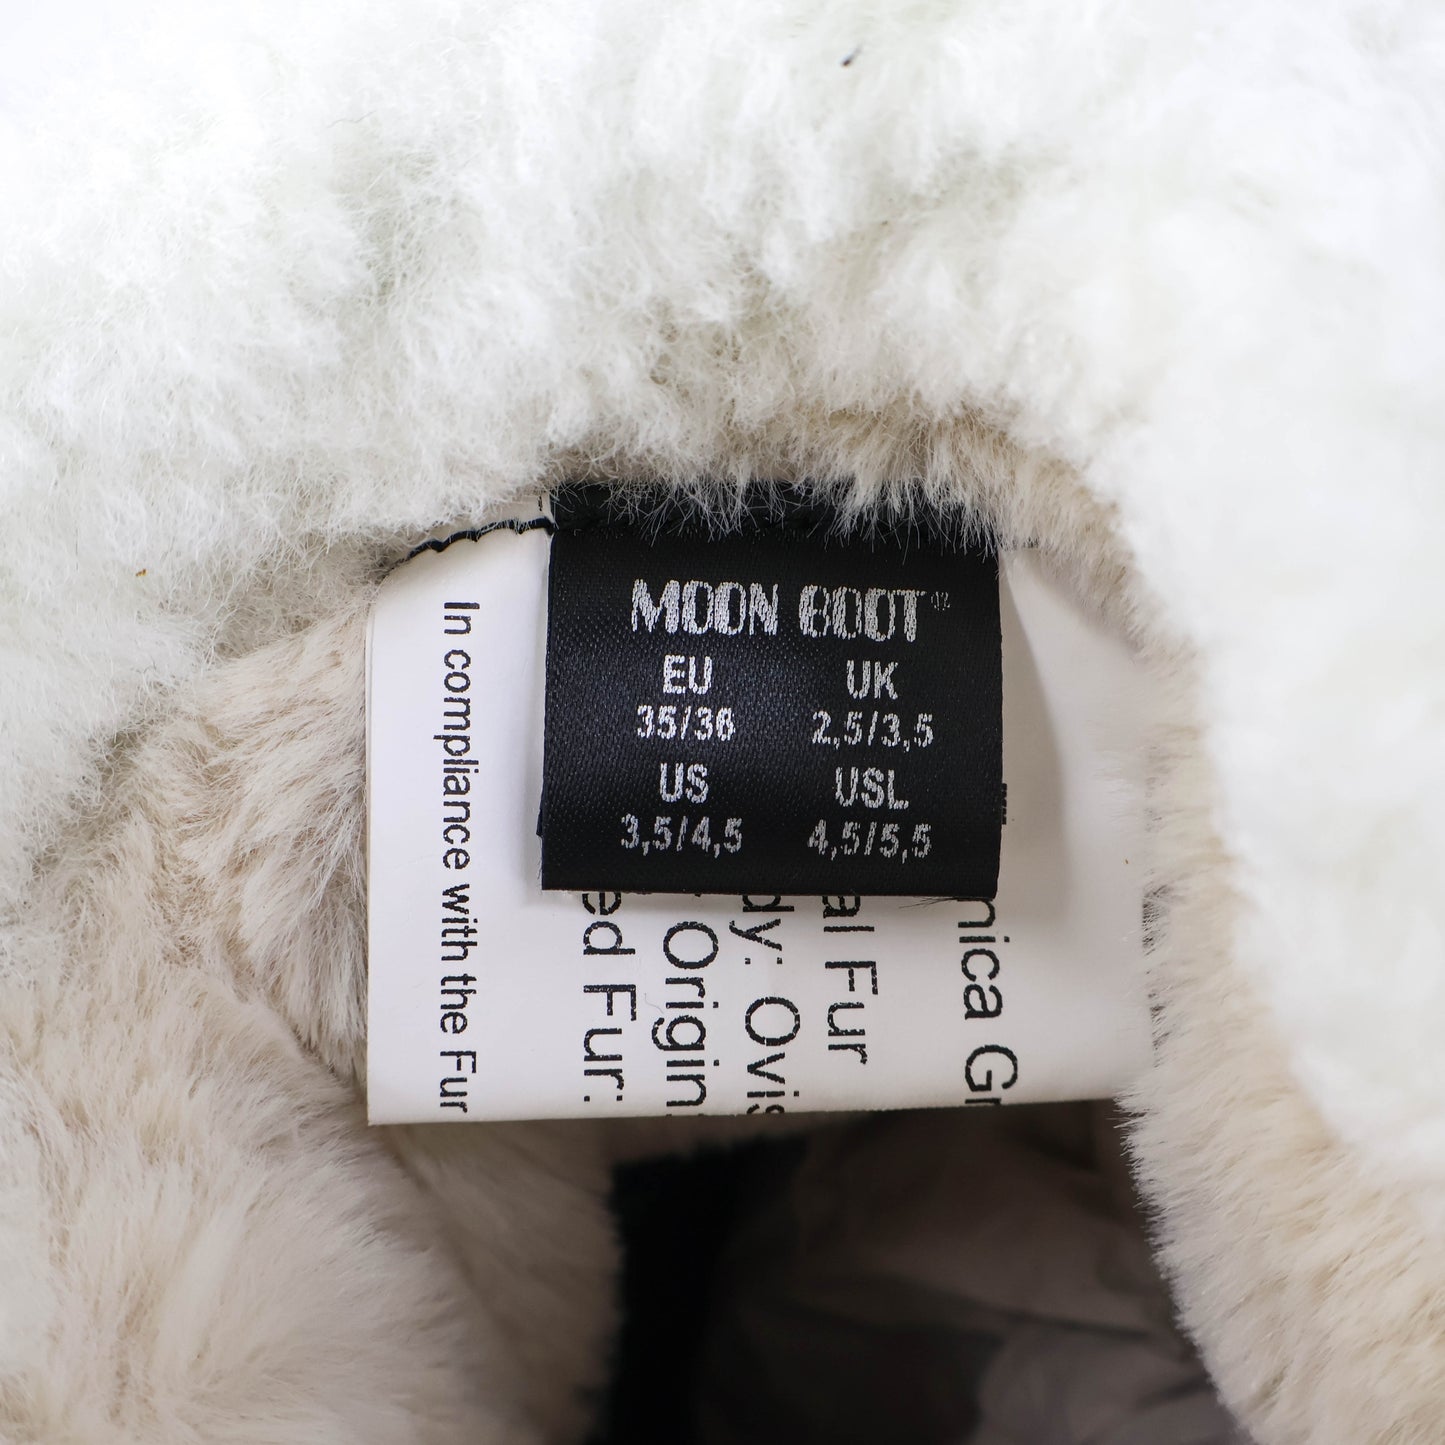 MOON BOOT
EU UK
35/36 2,5/3,5
US USL
3,5/4,5 4,5/5,5
nica Gr
al Fur
dy: Ovis
Origin
ed Fur:
In compliance with the Fur